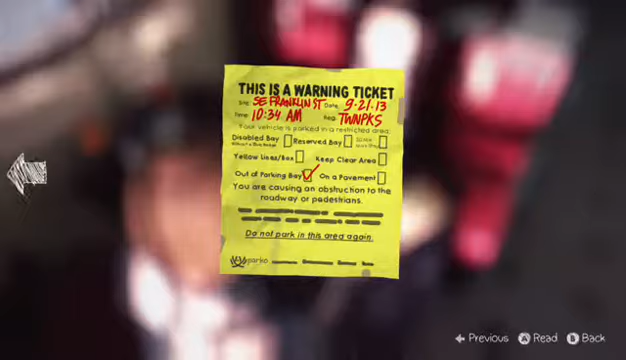 THIS IS A WARNING TICKET
Site: SE FRANKLIN ST Date: 9.21.13
Time: 10:34 AM Reg: TWNPKS
Your vehicle is parked in a restricted area:
Disabled Bay Reserved Bay
Yellow Lines/Box Keep Clear Area
Out of Parking Bay On a Pavement
You are causing an obstruction to the
roadway or pedestrians.
Do not park in this area again.
parko
Previous A Read B Back